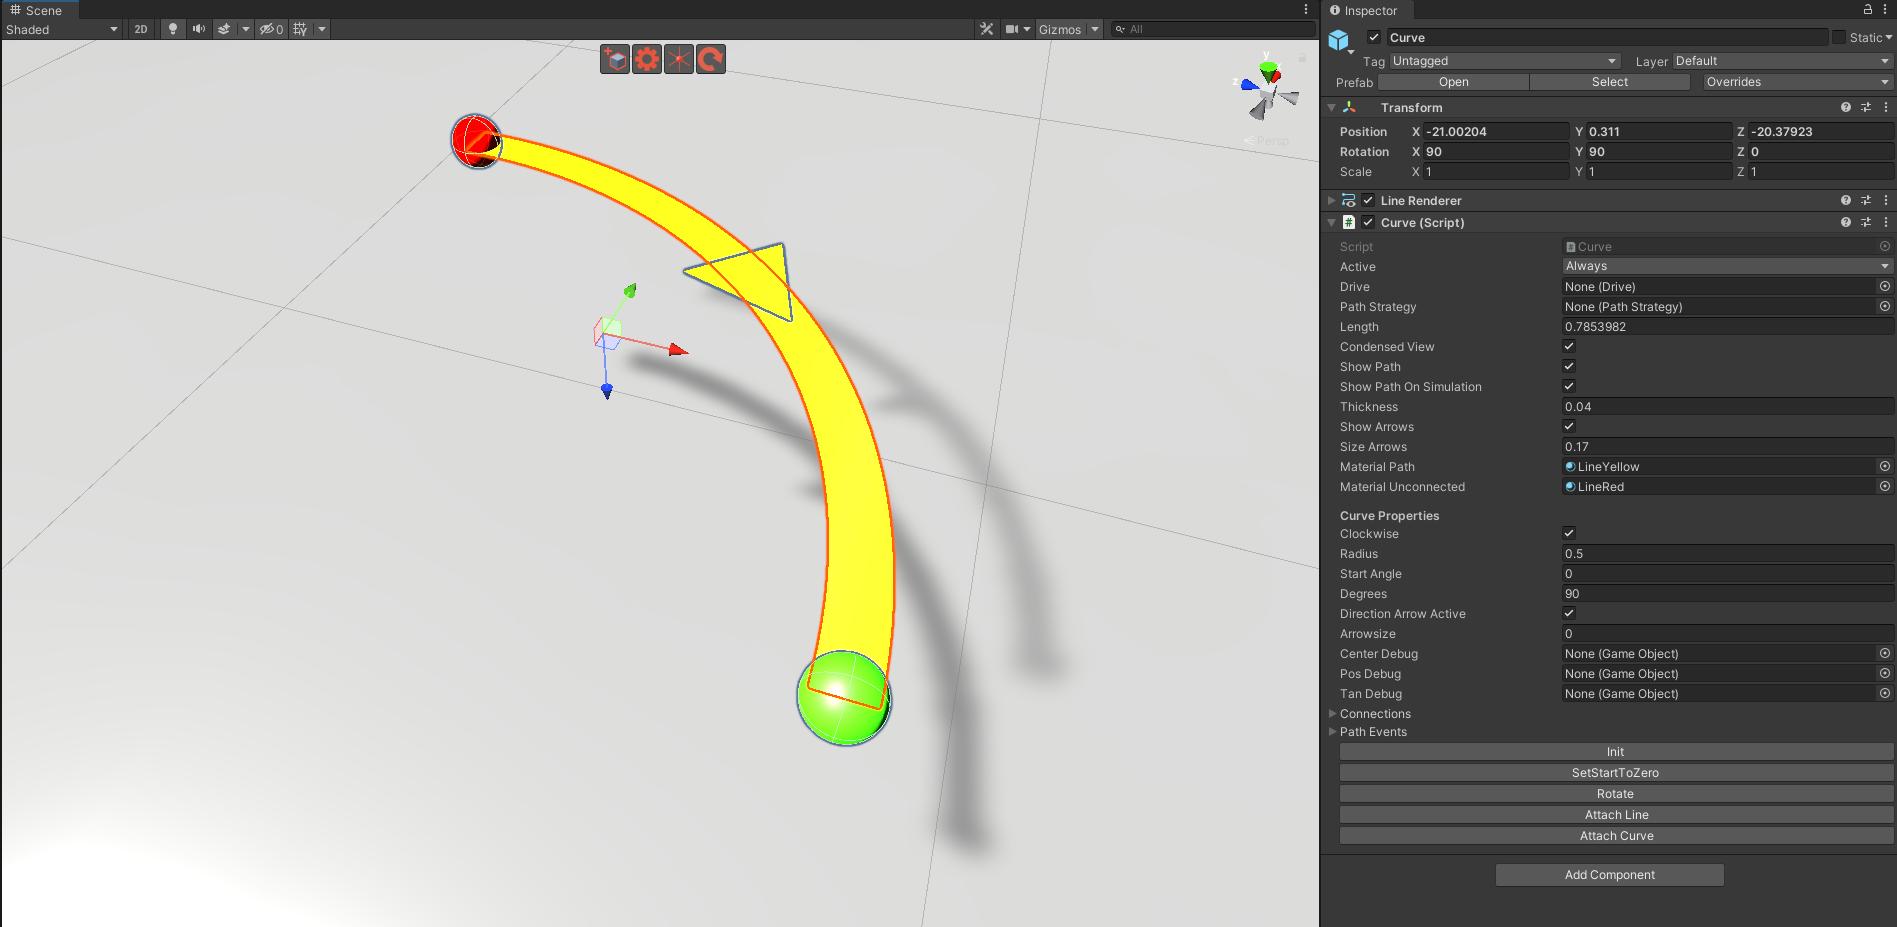 Scene
Shaded
2D
0
Gizmos
All
y
x
z
Persp
Inspector
Curve
Static
Tag Untagged Layer Default
Prefab Open Select Overrides
Transform
Position X -21.00204 Y 0.311 Z -20.37923
Rotation X 90 Y 90 Z 0
Scale X 1 Y 1 Z 1
Line Renderer
# Curve (Script)
Script Curve
Active Always
Drive None (Drive)
Path Strategy None (Path Strategy)
Length 0.7853982
Condensed View
Show Path
Show Path On Simulation
Thickness 0.04
Show Arrows
Size Arrows 0.17
Material Path LineYellow
Material Unconnected LineRed
Curve Properties
Clockwise
Radius 0.5
Start Angle 0
Degrees 90
Direction Arrow Active
Arrowsize 0
Center Debug None (Game Object)
Pos Debug None (Game Object)
Tan Debug None (Game Object)
Connections
Path Events
Init
SetStartToZero
Rotate
Attach Line
Attach Curve
Add Component